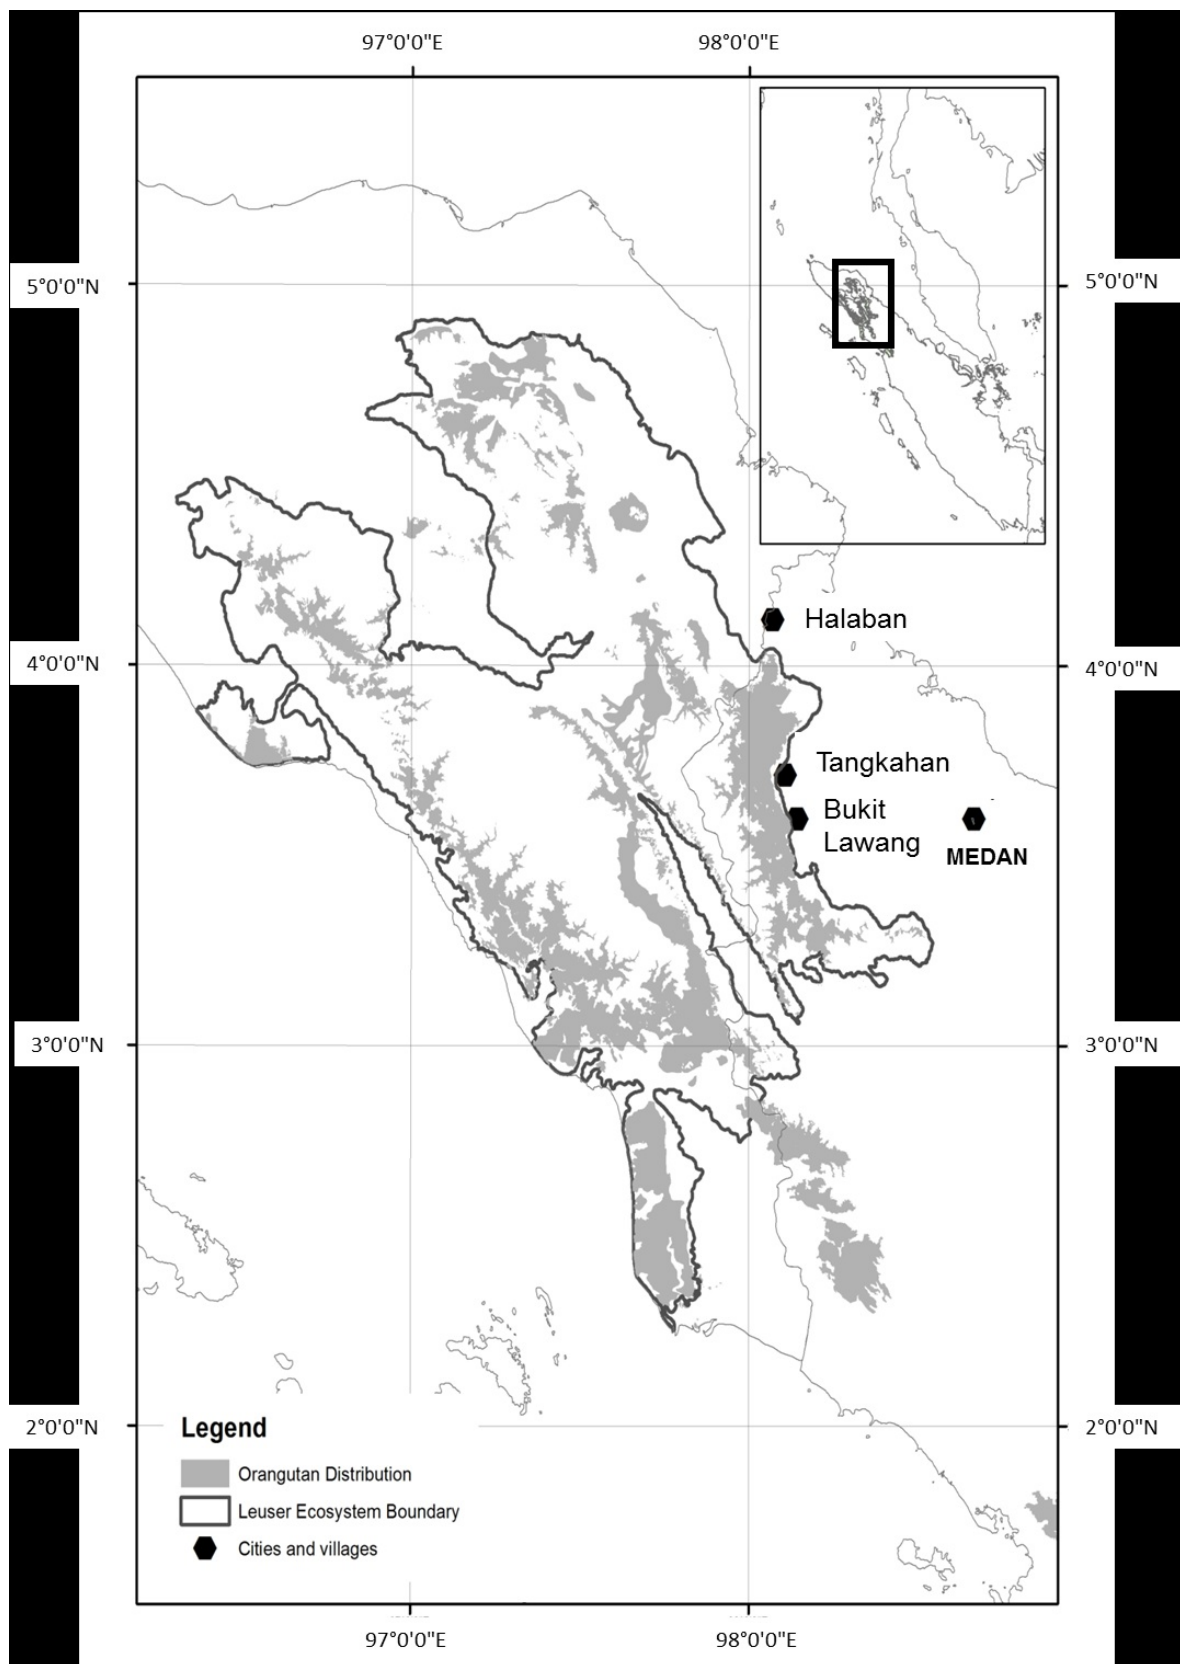 97°0'0"E
98°0'0"E
5°0'0"N
5°0'0"N
Halaban
4°0'0"N
4°0'0"N
Tangkahan
Bukit
Lawang
MEDAN
3°0'0"N
3°0'0"N
2°0'0"N
2°0'0"N
Legend
Orangutan Distribution
Leuser Ecosystem Boundary
Cities and villages
97°0'0"E
98°0'0"E